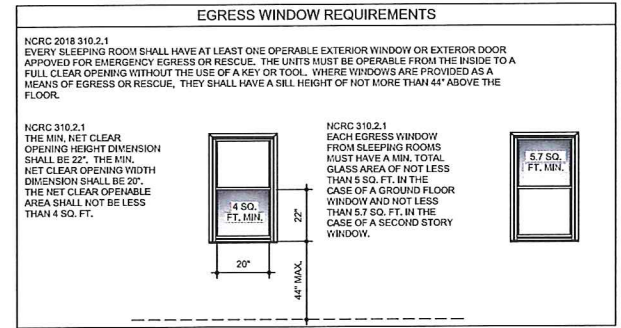 EGRESS WINDOW REQUIREMENTS
NCRC 2018 310.2.1
EVERY SLEEPING ROOM SHALL HAVE AT LEAST ONE OPERABLE EXTERIOR WINDOW OR EXTEROR DOOR
APPOVED FOR EMERGENCY EGRESS OR RESCUE. THE UNITS MUST BE OPERABLE FROM THE INSIDE TO A
FULL CLEAR OPENING WITHOUT THE USE OF A KEY OR TOOL. WHERE WINDOWS ARE PROVIDED AS A
MEANS OF EGRESS OR RESCUE, THEY SHALL HAVE A SILL HEIGHT OF NOT MORE THAN 44" ABOVE THE
FLOOR.
NCRC 310.2.1
THE MIN. NET CLEAR
OPENING HEIGHT DIMENSION
SHALL BE 22". THE MIN.
NET CLEAR OPENING WIDTH
DIMENSION SHALL BE 20".
THE NET CLEAR OPENABLE
AREA SHALL NOT BE LESS
THAN 4 SQ. FT.
4 SQ.
FT. MIN.
22"
20"
44" MAX.
NCRC 310.2.1
EACH EGRESS WINDOW
FROM SLEEPING ROOMS
MUST HAVE A MIN. TOTAL
GLASS AREA OF NOT LESS
THAN 5 SQ. FT. IN THE
CASE OF A GROUND FLOOR
WINDOW AND NOT LESS
THAN 5.7 SQ. FT. IN THE
CASE OF A SECOND STORY
WINDOW.
5.7 SQ.
FT. MIN.